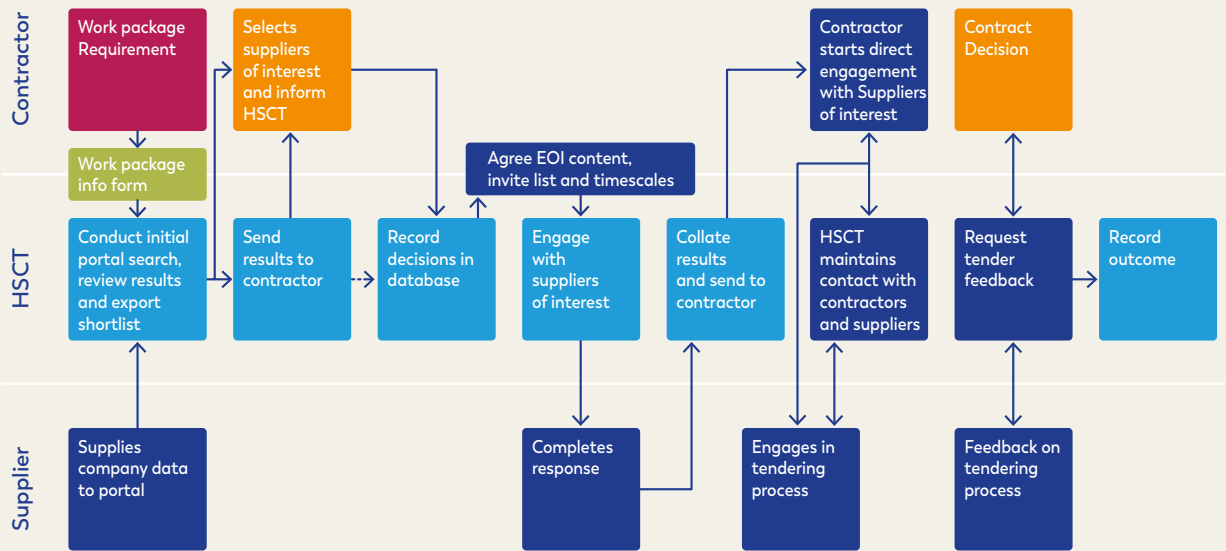 Contractor
Work package
Requirement
Selects
suppliers
of interest
and inform
HSCT
Contractor
starts direct
engagement
with Suppliers
of interest
Contract
Decision
Work package
info form
Agree EOI content,
invite list and timescales
HSCT
Conduct initial
portal search,
review results
and export
shortlist
Send
results to
contractor
Record
decisions in
database
Engage
with
suppliers
of interest
Collate
results
and send to
contractor
HSCT
maintains
contact with
contractors
and suppliers
Request
tender
feedback
Record
outcome
Supplier
Supplies
company data
to portal
Completes
response
Engages in
tendering
process
Feedback on
tendering
process